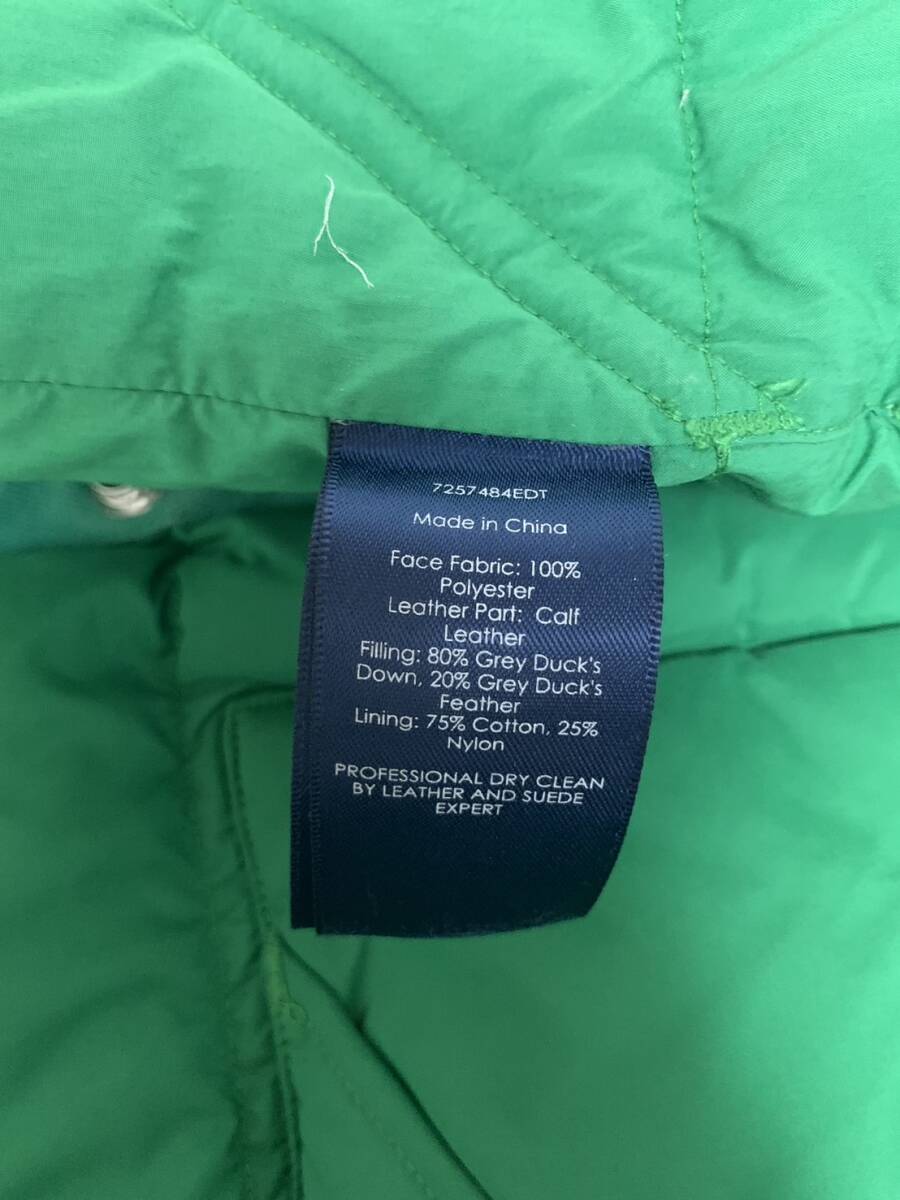 7257484EDT
Made in China
Face Fabric: 100%
Polyester
Leather Part: Calf
Leather
Filling: 80% Grey Duck's
Down, 20% Grey Duck's
Feather
Lining: 75% Cotton, 25%
Nylon
PROFESSIONAL DRY CLEAN
BY LEATHER AND SUEDE
EXPERT